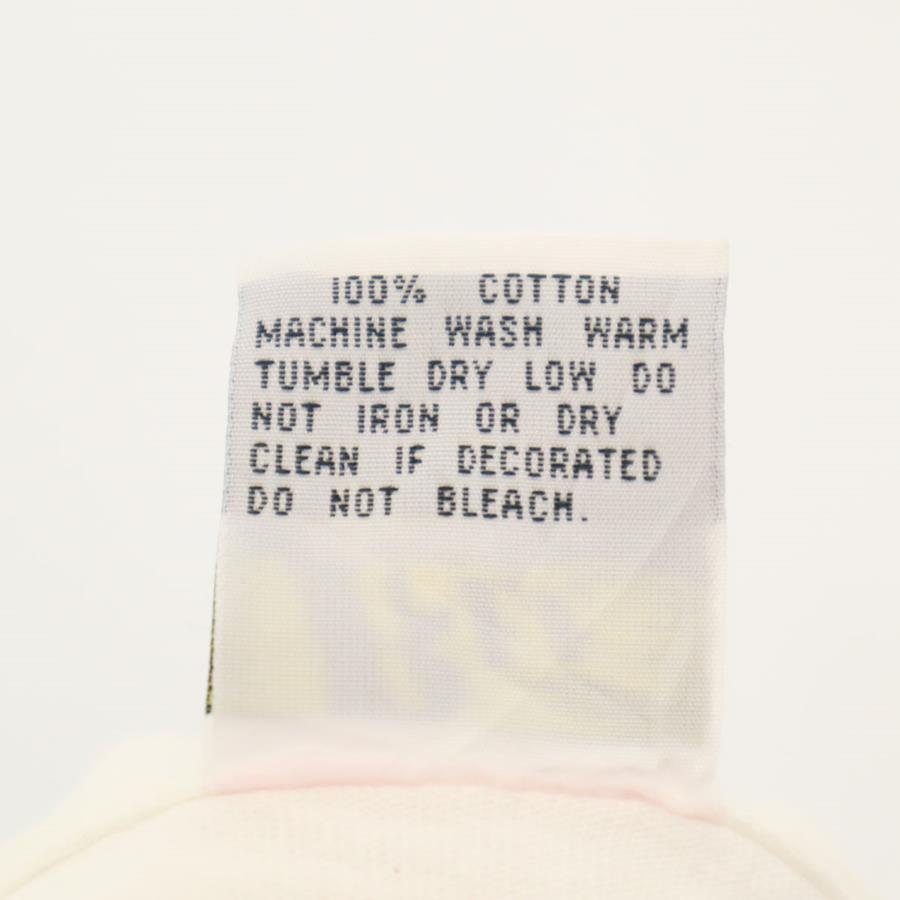 100% COTTON
MACHINE WASH WARM
TUMBLE DRY LOW DO
NOT IRON OR DRY
CLEAN IF DECORATED
DO NOT BLEACH.